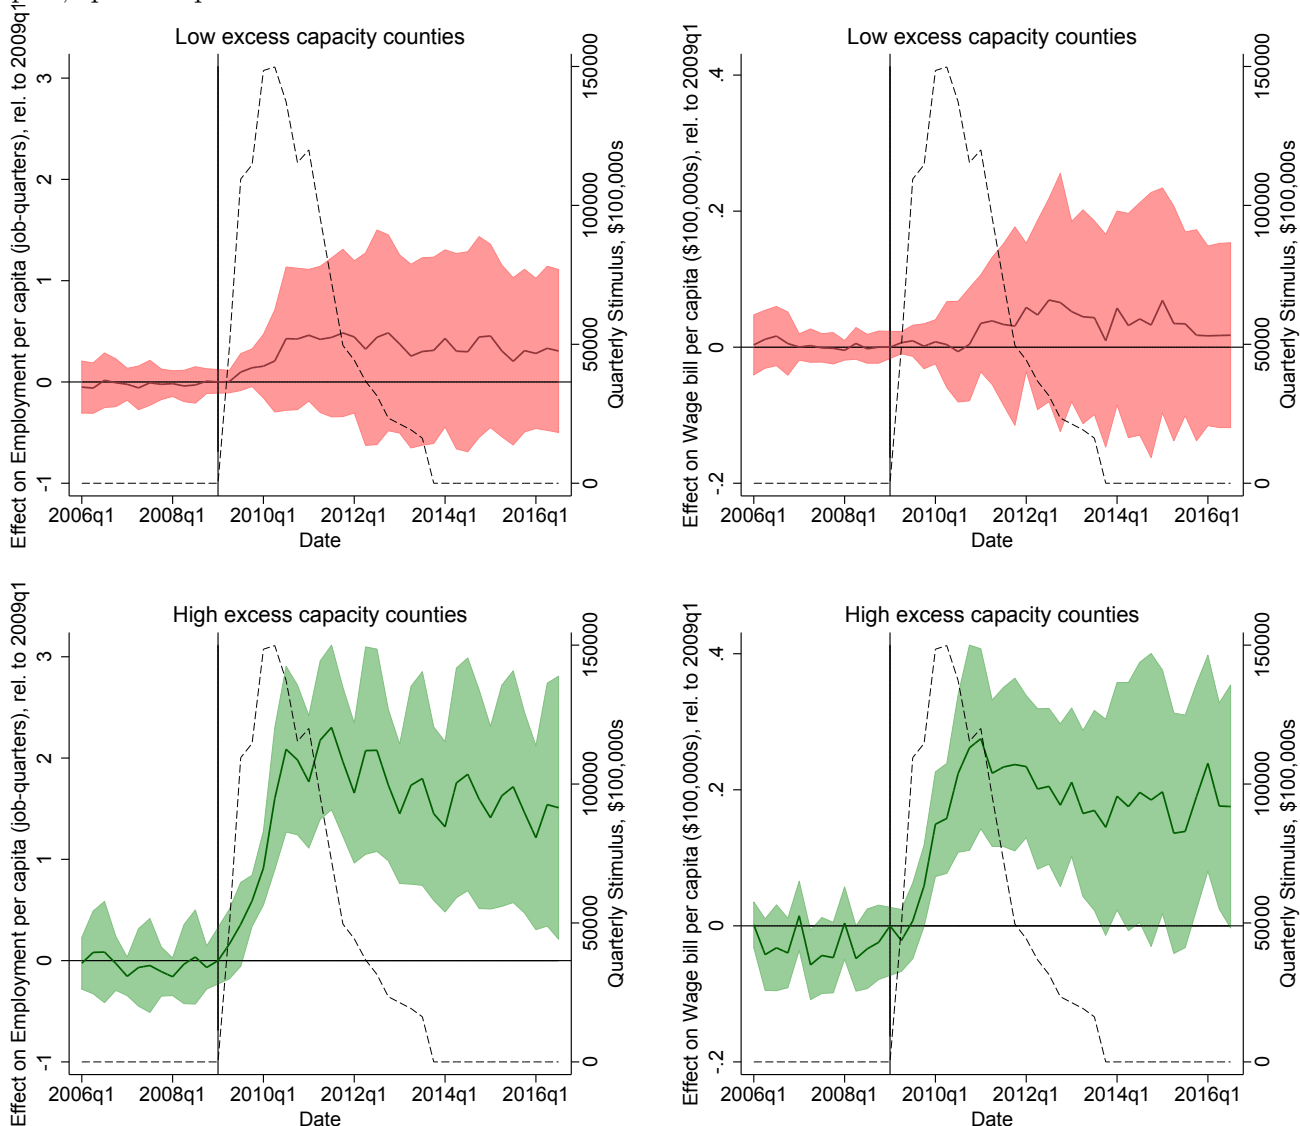 Low excess capacity counties
Effect on Employment per capita (job-quarters), rel. to 2009q1
3
2
1
0
-1
150000
100000
50000
0
Quarterly Stimulus, $100,000s
2006q1 2008q1 2010q1 2012q1 2014q1 2016q1
Date
Low excess capacity counties
Effect on Wage bill per capita ($100,000s), rel. to 2009q1
.4
.2
0
-.2
150000
100000
50000
0
Quarterly Stimulus, $100,000s
2006q1 2008q1 2010q1 2012q1 2014q1 2016q1
Date
High excess capacity counties
Effect on Employment per capita (job-quarters), rel. to 2009q1
3
2
1
0
-1
150000
100000
50000
0
Quarterly Stimulus, $100,000s
2006q1 2008q1 2010q1 2012q1 2014q1 2016q1
Date
High excess capacity counties
Effect on Wage bill per capita ($100,000s), rel. to 2009q1
.4
.2
0
-.2
150000
100000
50000
0
Quarterly Stimulus, $100,000s
2006q1 2008q1 2010q1 2012q1 2014q1 2016q1
Date